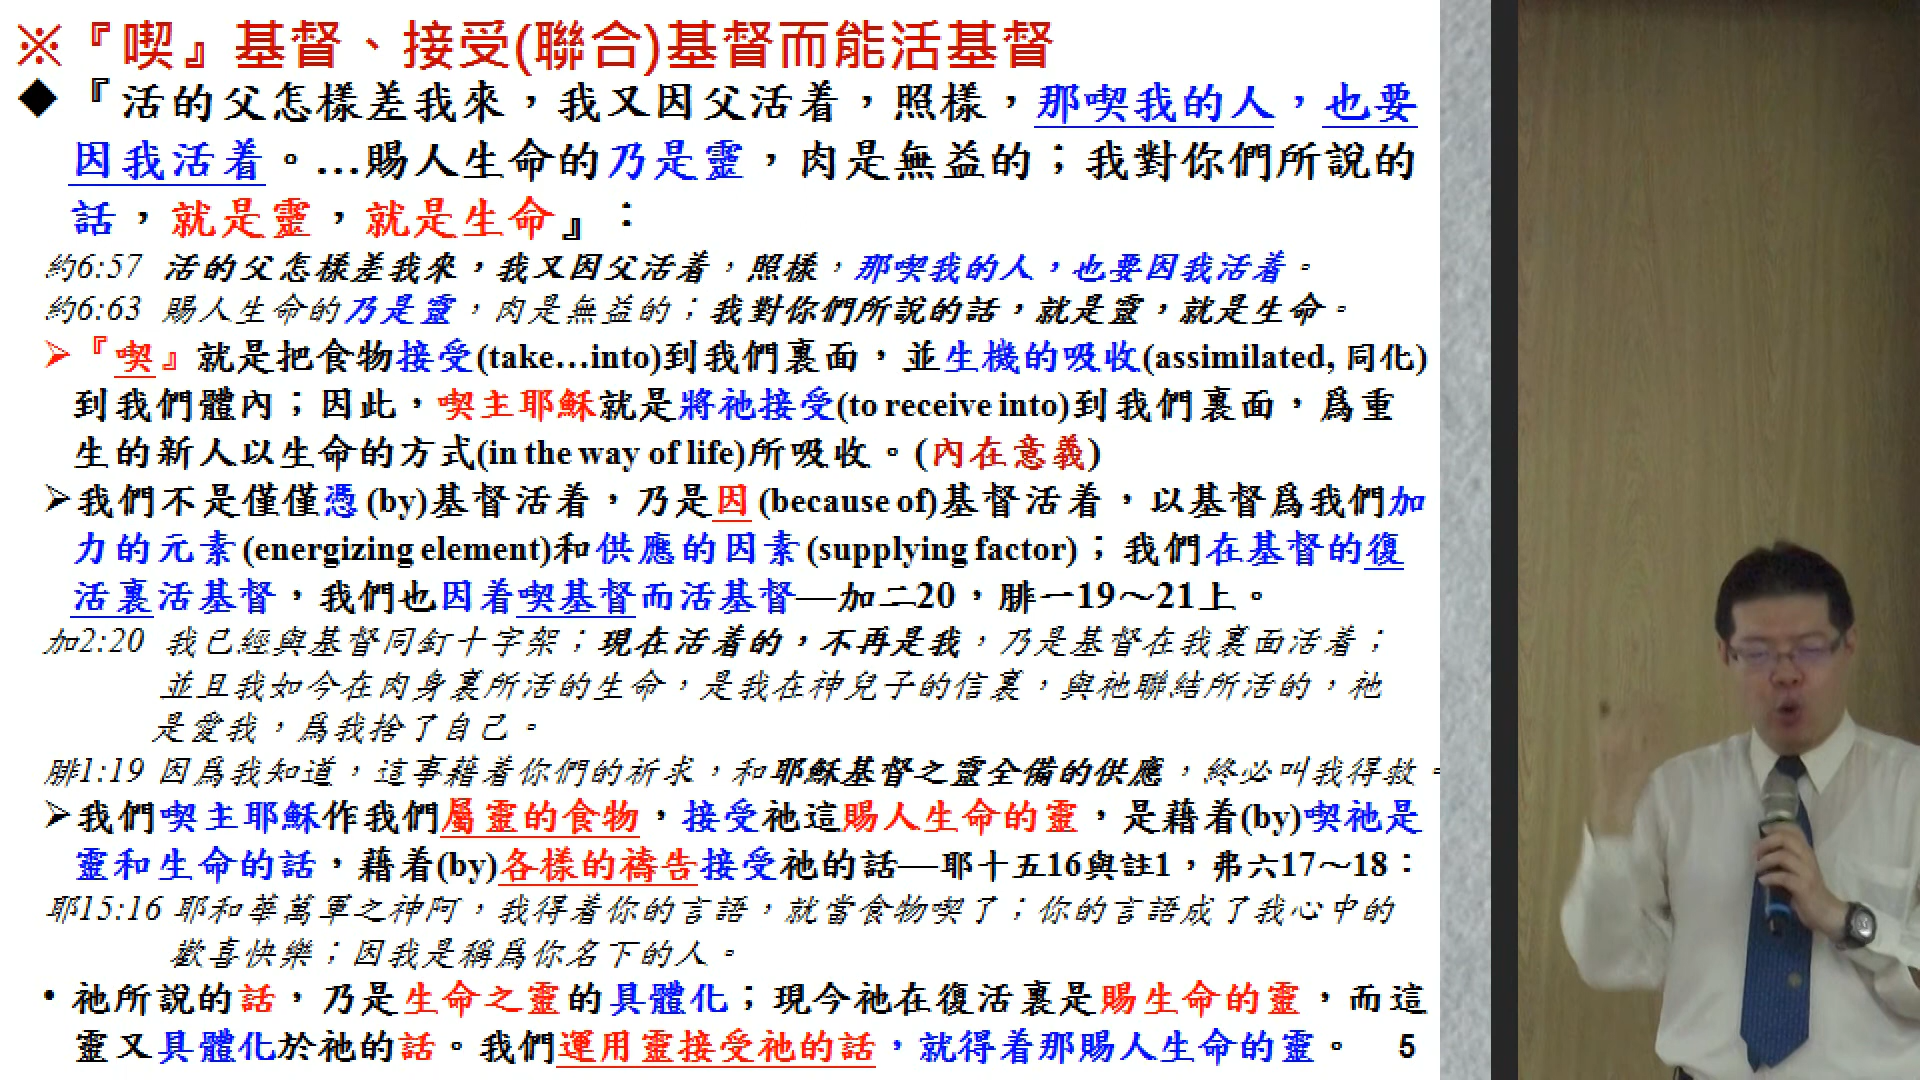 ※『喫』基督、接受(聯合)基督而能活基督
◆『活的父怎樣差我來，我又因父活着，照樣，那喫我的人，也要
因我活着。…賜人生命的乃是靈，肉是無益的；我對你們所說的
話，就是靈，就是生命』：
約6:57 活的父怎樣差我來，我又因父活着，照樣，那喫我的人，也要因我活着。
約6:63 賜人生命的乃是靈，肉是無益的；我對你們所說的話，就是靈，就是生命。
➢『喫』就是把食物接受(take…into)到我們裏面，並生機的吸收(assimilated, 同化)
到我們體內；因此，喫主耶穌就是將祂接受(to receive into)到我們裏面，爲重
生的新人以生命的方式(in the way of life)所吸收。(內在意義)
➢我們不是僅僅憑(by)基督活着，乃是因(because of)基督活着，以基督爲我們加
力的元素(energizing element)和供應的因素(supplying factor)；我們在基督的復
活裏活基督，我們也因着喫基督而活基督—加二20，腓一19～21上。
加2:20 我已經與基督同釘十字架；現在活着的，不再是我，乃是基督在我裏面活着；
並且我如今在肉身裏所活的生命，是我在神兒子的信裏，與祂聯結所活的，祂
是愛我，爲我捨了自己。
腓1:19 因爲我知道，這事藉着你們的祈求，和耶穌基督之靈全備的供應，終必叫我得救。
➢我們喫主耶穌作我們屬靈的食物，接受祂這賜人生命的靈，是藉着(by)喫祂是
靈和生命的話，藉着(by)各樣的禱告接受祂的話—耶十五16與註1，弗六17～18：
耶15:16 耶和華萬軍之神阿，我得着你的言語，就當食物喫了；你的言語成了我心中的
歡喜快樂；因我是稱爲你名下的人。
• 祂所說的話，乃是生命之靈的具體化；現今祂在復活裏是賜生命的靈，而這
靈又具體化於祂的話。我們運用靈接受祂的話，就得着那賜人生命的靈。 5